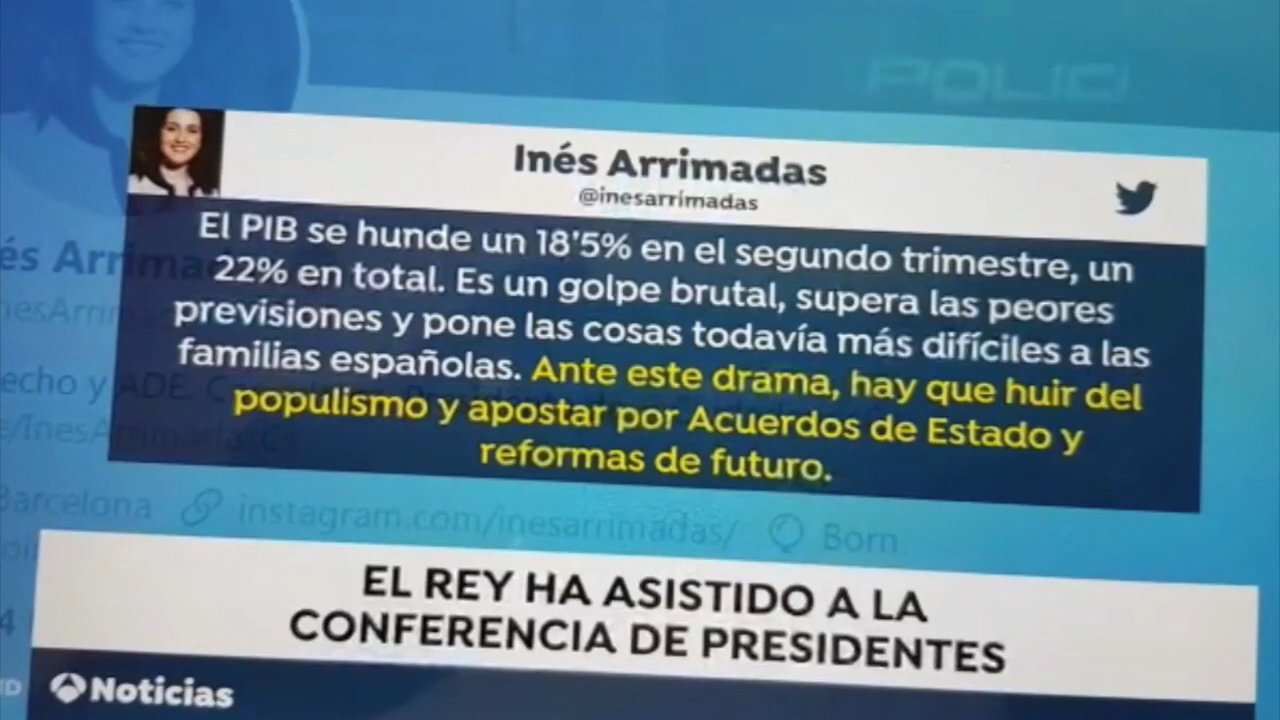 POLICI
Inés Arrimadas
@inesarrimadas
El PIB se hunde un 18'5% en el segundo trimestre, un
22% en total. Es un golpe brutal, supera las peores
previsiones y pone las cosas todavía más difíciles a las
familias españolas. Ante este drama, hay que huir del
populismo y apostar por Acuerdos de Estado y
reformas de futuro.
Barcelona
instagram.com/inesarrimadas/
Born
EL REY HA ASISTIDO A LA
CONFERENCIA DE PRESIDENTES
Noticias